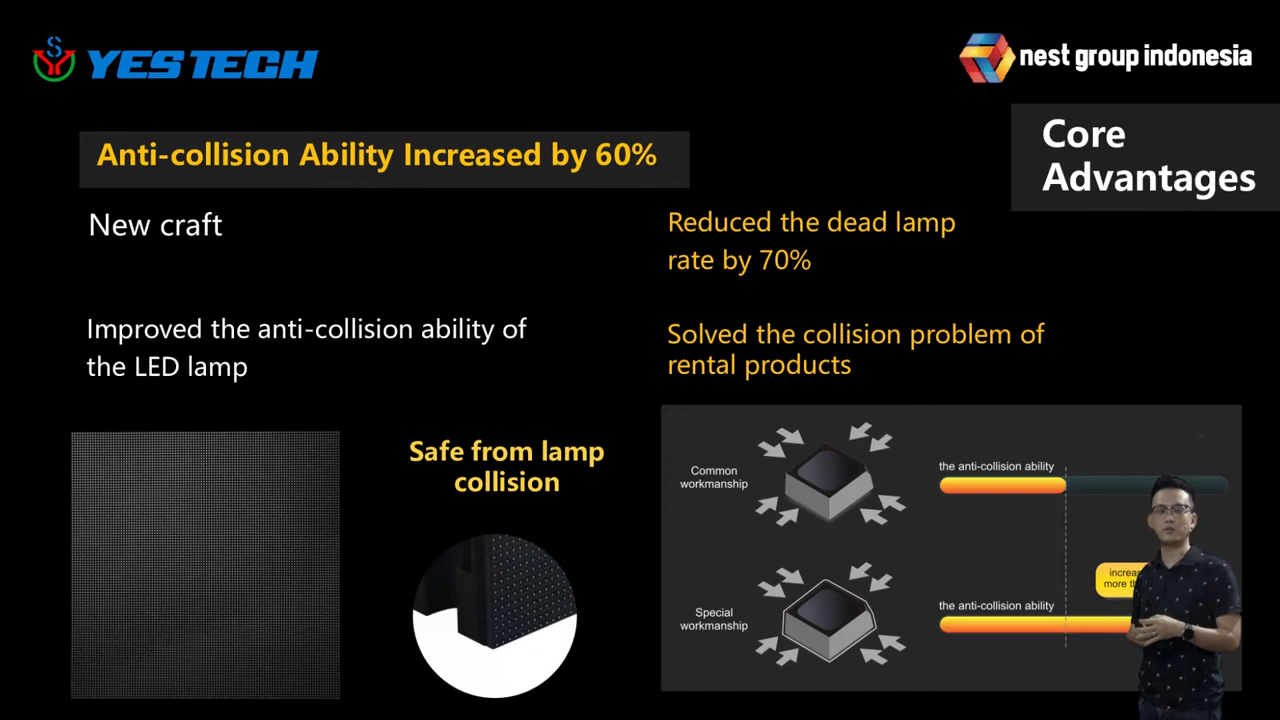 YES TECH
nest group indonesia
Core
Advantages
Anti-collision Ability Increased by 60%
New craft
Reduced the dead lamp
rate by 70%
Improved the anti-collision ability of
the LED lamp
Solved the collision problem of
rental products
Safe from lamp
collision
Common
workmanship
the anti-collision ability
Special
workmanship
the anti-collision ability
more